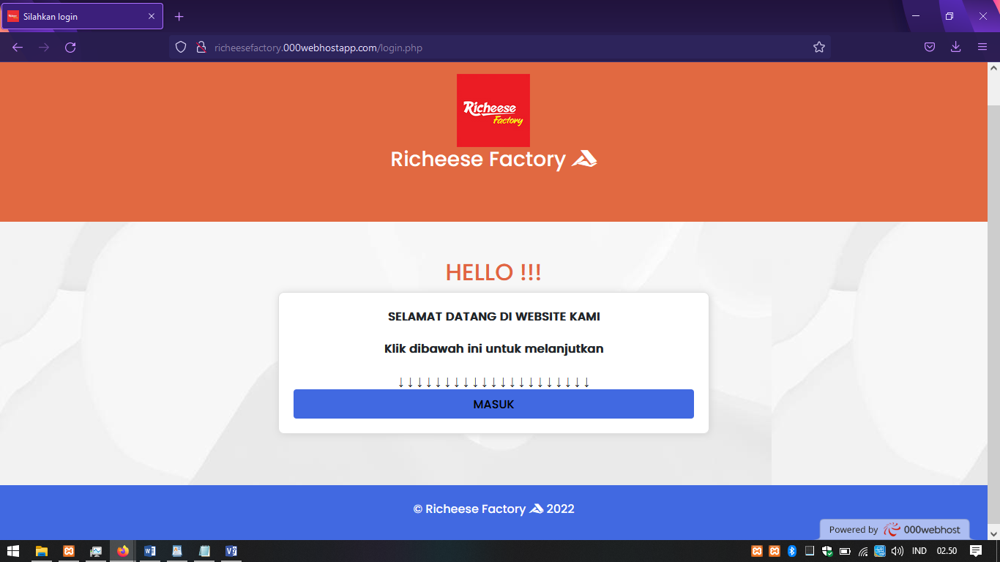 Silahkan login
richeesefactory.000webhostapp.com/login.php
Richeese
Factory
Richeese Factory
HELLO !!!
SELAMAT DATANG DI WEBSITE KAMI
Klik dibawah ini untuk melanjutkan
↓ ↓ ↓ ↓ ↓ ↓ ↓ ↓ ↓ ↓ ↓ ↓ ↓ ↓ ↓ ↓ ↓ ↓ ↓ ↓ ↓
MASUK
© Richeese Factory 2022
Powered by 000webhost
IND 02.50